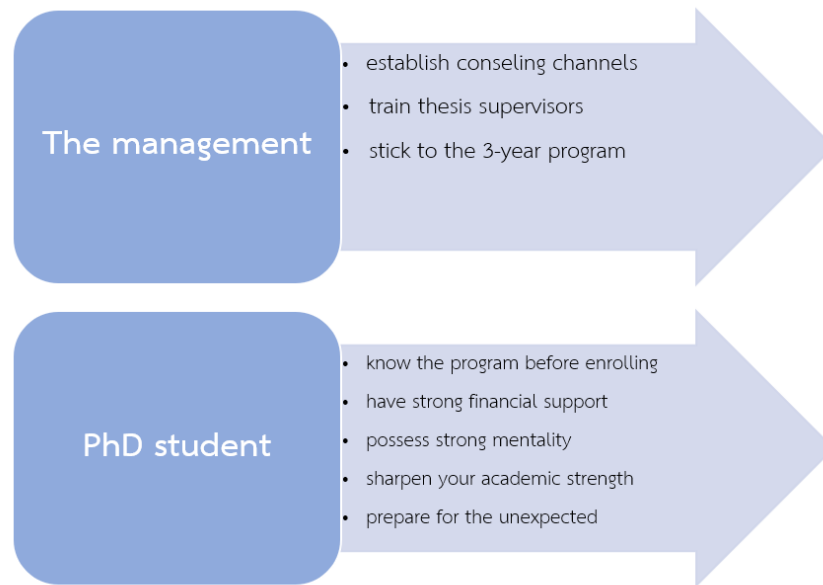 The management
• establish conseling channels
• train thesis supervisors
• stick to the 3-year program
PhD student
• know the program before enrolling
• have strong financial support
• possess strong mentality
• sharpen your academic strength
• prepare for the unexpected